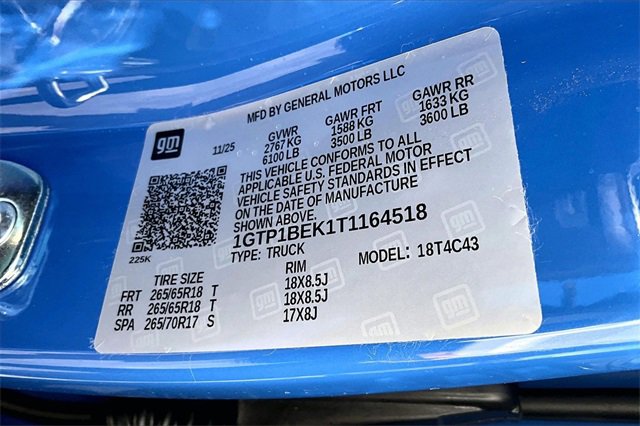 MFD BY GENERAL MOTORS LLC
gm
11/25 GVWR GAWR FRT GAWR RR
2767 KG 1588 KG 1633 KG
6100 LB 3500 LB 3600 LB
THIS VEHICLE CONFORMS TO ALL
APPLICABLE U.S. FEDERAL MOTOR
VEHICLE SAFETY STANDARDS IN EFFECT
ON THE DATE OF MANUFACTURE
SHOWN ABOVE.
1GTP1BEK1T1164518
225K
TYPE: TRUCK MODEL: 18T4C43
TIRE SIZE RIM
FRT 265/65R18 T 18X8.5J
RR 265/65R18 T 18X8.5J
SPA 265/70R17 S 17X8J